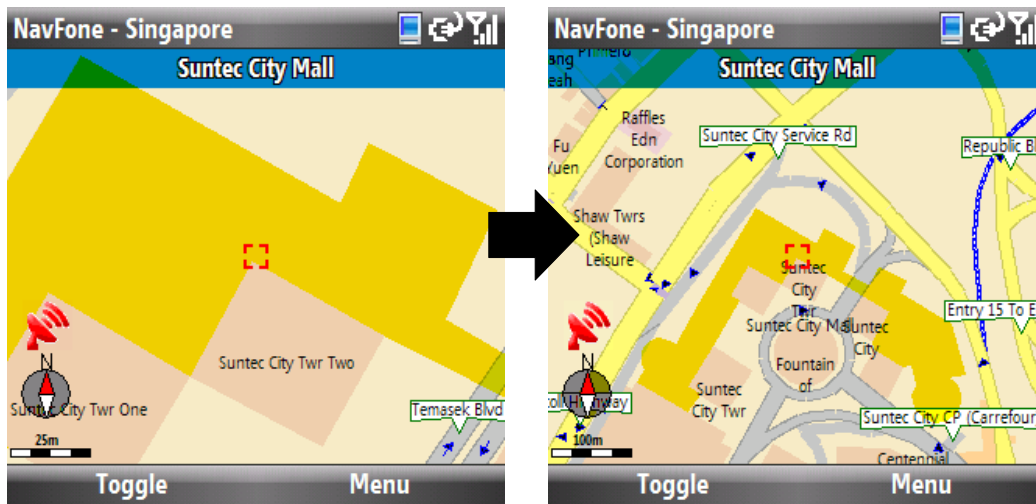 NavFone - Singapore
Suntec City Mall
Suntec City Twr Two
N
Suntec City Twr One
Temasek Blvd
25m
Toggle Menu
NavFone - Singapore
Suntec City Mall
Raffles
Edn
Corporation
Suntec City Service Rd
Fu
Yuen
Republic Bl
Shaw Twrs
(Shaw
Leisure
Suntec
City
Twr
Entry 15 To E
Suntec City Mall
Suntec
City
Fountain
of
N
Suntec
City Twr
Suntec City CP (Carrefour
100m
Centennial
Toggle Menu